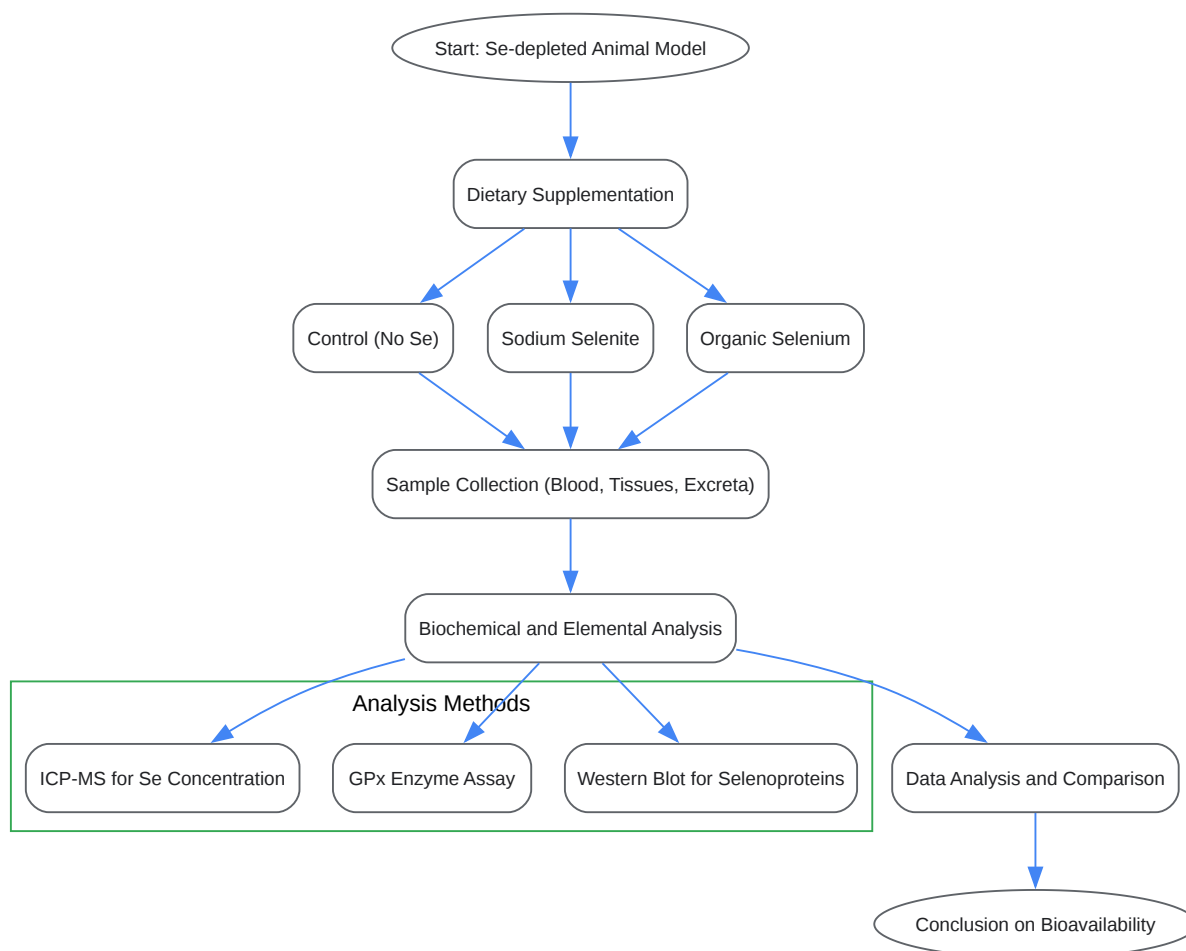 Start: Se-depleted Animal Model
Dietary Supplementation
Control (No Se)
Sodium Selenite
Organic Selenium
Sample Collection (Blood, Tissues, Excreta)
Biochemical and Elemental Analysis
Analysis Methods
ICP-MS for Se Concentration
GPx Enzyme Assay
Western Blot for Selenoproteins
Data Analysis and Comparison
Conclusion on Bioavailability